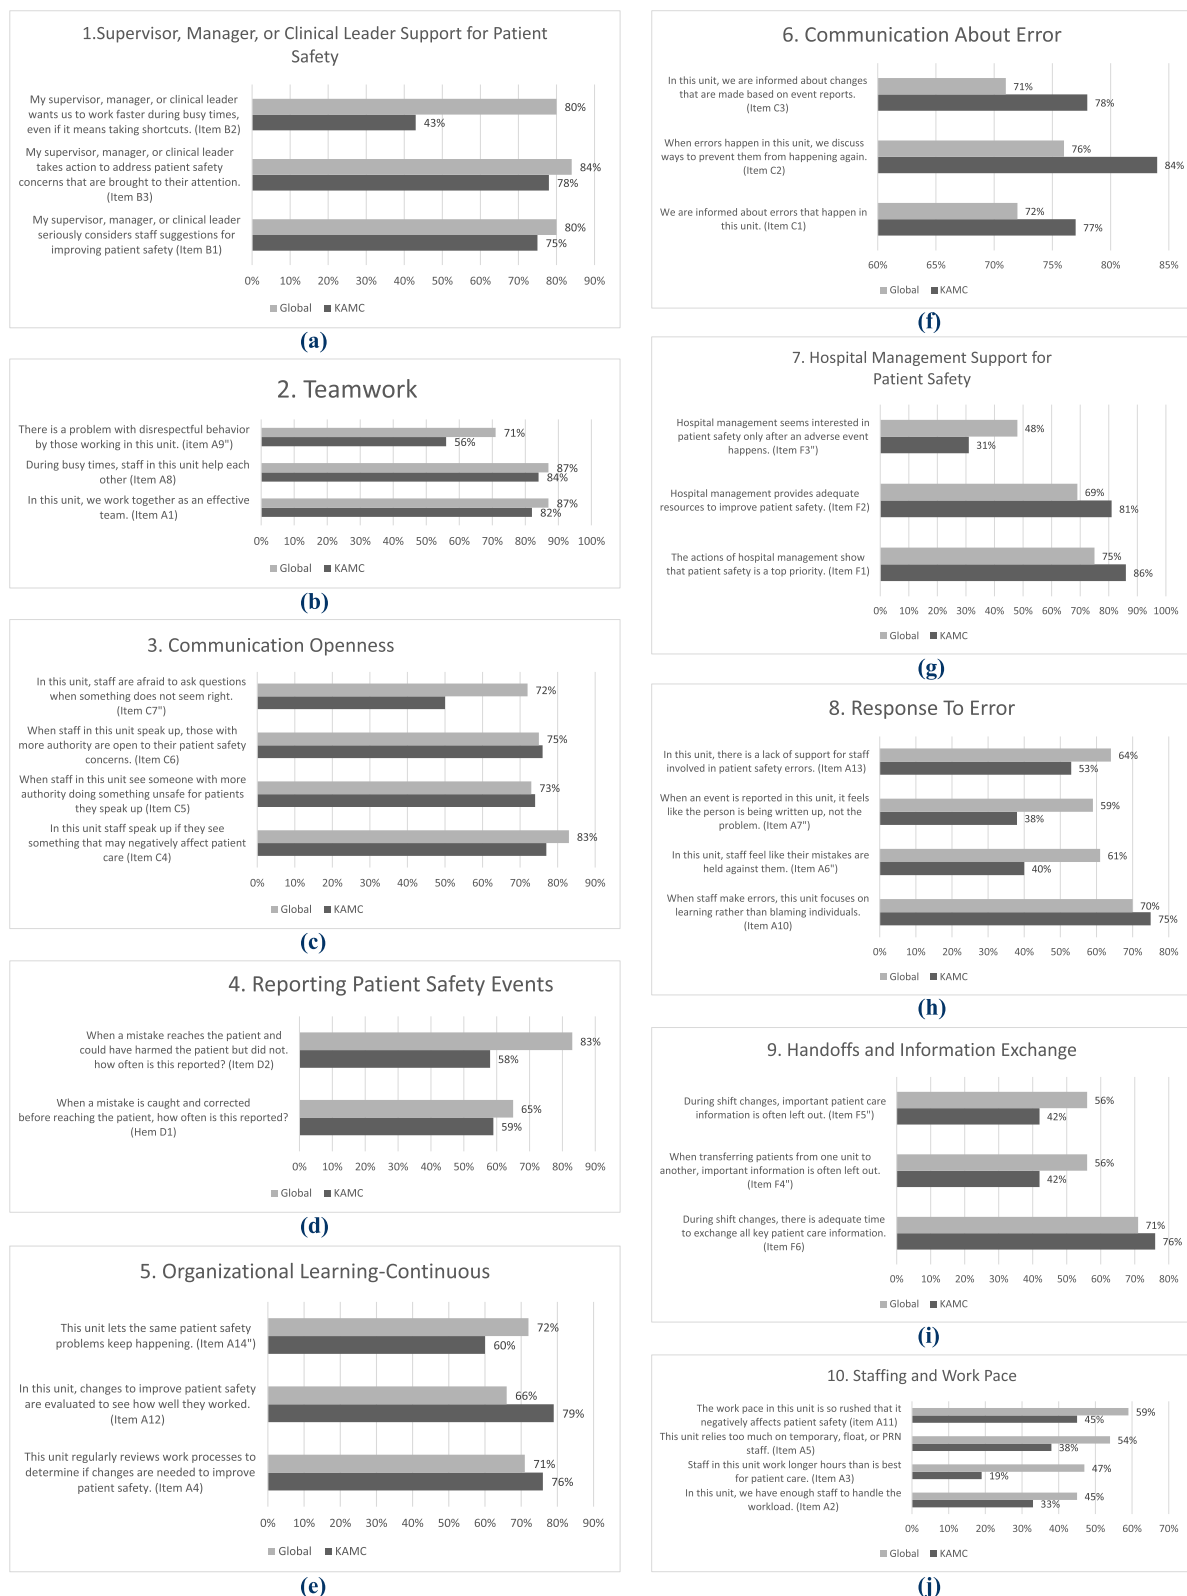 1.Supervisor, Manager, or Clinical Leader Support for Patient
Safety
My supervisor, manager, or clinical leader
wants us to work faster during busy times,
even if it means taking shortcuts. (Item B2)
80%
43%
My supervisor, manager, or clinical leader
takes action to address patient safety
concerns that are brought to their attention.
(Item B3)
84%
78%
My supervisor, manager, or clinical leader
seriously considers staff suggestions for
improving patient safety (Item B1)
80%
75%
0% 10% 20% 30% 40% 50% 60% 70% 80% 90%
Global KAMC
(a)
2. Teamwork
There is a problem with disrespectful behavior
by those working in this unit. (item A9")
71%
56%
During busy times, staff in this unit help each
other (Item A8)
87%
84%
In this unit, we work together as an effective
team. (Item A1)
87%
82%
0% 10% 20% 30% 40% 50% 60% 70% 80% 90% 100%
Global KAMC
(b)
3. Communication Openness
In this unit, staff are afraid to ask questions
when something does not seem right.
(Item C7")
72%
When staff in this unit speak up, those with
more authority are open to their patient safety
concerns. (Item C6)
75%
When staff in this unit see someone with more
authority doing something unsafe for patients
they speak up (Item C5)
73%
In this unit staff speak up if they see
something that may negatively affect patient
care (Item C4)
83%
0% 10% 20% 30% 40% 50% 60% 70% 80% 90%
Global KAMC
(c)
4. Reporting Patient Safety Events
When a mistake reaches the patient and
could have harmed the patient but did not.
how often is this reported? (Item D2)
83%
58%
When a mistake is caught and corrected
before reaching the patient, how often is this reported?
(Hem D1)
65%
59%
0% 10% 20% 30% 40% 50% 60% 70% 80% 90%
Global KAMC
(d)
5. Organizational Learning-Continuous
This unit lets the same patient safety
problems keep happening. (Item A14")
72%
60%
In this unit, changes to improve patient safety
are evaluated to see how well they worked.
(Item A12)
66%
79%
This unit regularly reviews work processes to
determine if changes are needed to improve
patient safety. (Item A4)
71%
76%
0% 10% 20% 30% 40% 50% 60% 70% 80% 90%
Global KAMC
(e)
6. Communication About Error
In this unit, we are informed about changes
that are made based on event reports.
(Item C3)
71%
78%
When errors happen in this unit, we discuss
ways to prevent them from happening again.
(Item C2)
76%
84%
We are informed about errors that happen in
this unit. (Item C1)
72%
77%
60% 65% 70% 75% 80% 85%
Global KAMC
(f)
7. Hospital Management Support for
Patient Safety
Hospital management seems interested in
patient safety only after an adverse event
happens. (Item F3")
48%
31%
Hospital management provides adequate
resources to improve patient safety. (Item F2)
69%
81%
The actions of hospital management show
that patient safety is a top priority. (Item F1)
75%
86%
0% 10% 20% 30% 40% 50% 60% 70% 80% 90% 100%
Global KAMC
(g)
8. Response To Error
In this unit, there is a lack of support for staff
involved in patient safety errors. (Item A13)
64%
53%
When an event is reported in this unit, it feels
like the person is being written up, not the
problem. (Item A7")
59%
38%
In this unit, staff feel like their mistakes are
held against them. (Item A6")
61%
40%
When staff make errors, this unit focuses on
learning rather than blaming individuals.
(Item A10)
70%
75%
0% 10% 20% 30% 40% 50% 60% 70% 80%
Global KAMC
(h)
9. Handoffs and Information Exchange
During shift changes, important patient care
information is often left out. (Item F5")
56%
42%
When transferring patients from one unit to
another, important information is often left out.
(Item F4")
56%
42%
During shift changes, there is adequate time
to exchange all key patient care information.
(Item F6)
71%
76%
0% 10% 20% 30% 40% 50% 60% 70% 80%
Global KAMC
(i)
10. Staffing and Work Pace
The work pace in this unit is so rushed that it
negatively affects patient safety (item A11)
59%
45%
This unit relies too much on temporary, float, or PRN
staff. (Item A5)
54%
38%
Staff in this unit work longer hours than is best
for patient care. (Item A3)
47%
19%
In this unit, we have enough staff to handle the
workload. (Item A2)
45%
33%
0% 10% 20% 30% 40% 50% 60% 70%
Global KAMC
(j)